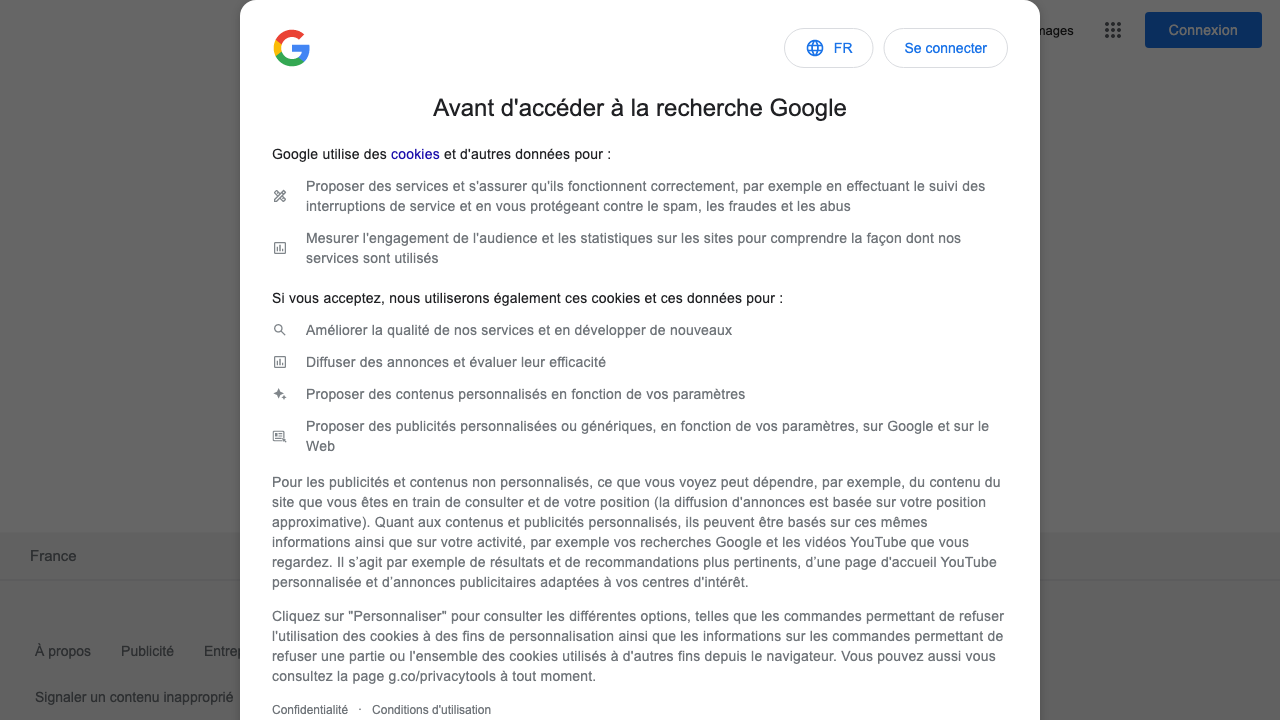 FR
Se connecter
Connexion
Avant d'accéder à la recherche Google
Google utilise des cookies et d'autres données pour :
Proposer des services et s'assurer qu'ils fonctionnent correctement, par exemple en effectuant le suivi des
interruptions de service et en vous protégeant contre le spam, les fraudes et les abus
Mesurer l'engagement de l'audience et les statistiques sur les sites pour comprendre la façon dont nos
services sont utilisés
Si vous acceptez, nous utiliserons également ces cookies et ces données pour :
Améliorer la qualité de nos services et en développer de nouveaux
Diffuser des annonces et évaluer leur efficacité
Proposer des contenus personnalisés en fonction de vos paramètres
Proposer des publicités personnalisées ou génériques, en fonction de vos paramètres, sur Google et sur le
Web
Pour les publicités et contenus non personnalisés, ce que vous voyez peut dépendre, par exemple, du contenu du
site que vous êtes en train de consulter et de votre position (la diffusion d'annonces est basée sur votre position
approximative). Quant aux contenus et publicités personnalisés, ils peuvent être basés sur ces mêmes
informations ainsi que sur votre activité, par exemple vos recherches Google et les vidéos YouTube que vous
regardez. Il s’agit par exemple de résultats et de recommandations plus pertinents, d’une page d'accueil YouTube
personnalisée et d’annonces publicitaires adaptées à vos centres d'intérêt.
Cliquez sur "Personnaliser" pour consulter les différentes options, telles que les commandes permettant de refuser
l'utilisation des cookies à des fins de personnalisation ainsi que les informations sur les commandes permettant de
refuser une partie ou l'ensemble des cookies utilisés à d'autres fins depuis le navigateur. Vous pouvez aussi vous
consultez la page g.co/privacytools à tout moment.
Confidentialité · Conditions d'utilisation
France
À propos Publicité
Signaler un contenu inapproprié